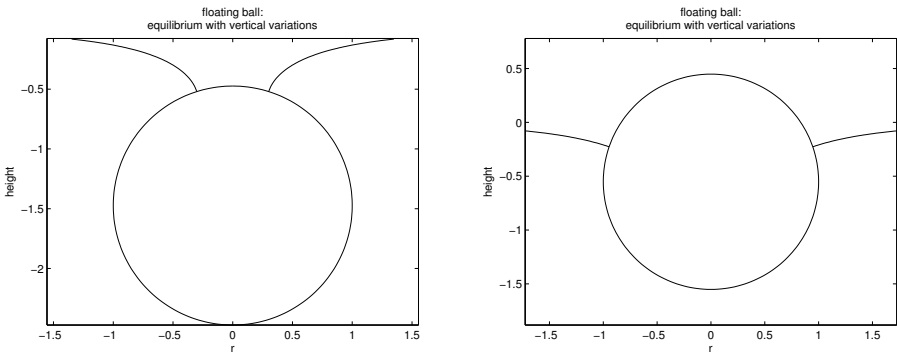 floating ball:
equilibrium with vertical variations
−0.5
−1
−1.5
−2
height
−1.5 −1 −0.5 0 0.5 1 1.5
r
floating ball:
equilibrium with vertical variations
0.5
0
−0.5
−1
−1.5
height
−1.5 −1 −0.5 0 0.5 1 1.5
r